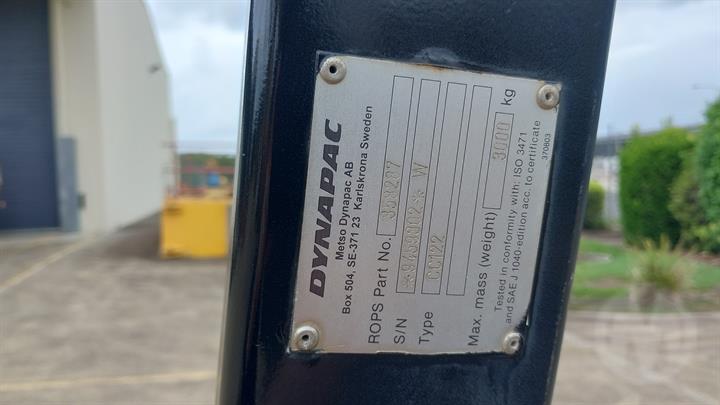 DYNAPAC
Metso Dynapac AB
Box 504, SE-371 23 Karlskrona Sweden
ROPS Part No.
S/N W
Type CC122
Max. mass (weight) 3000 kg
Tested in conformity with: ISO 3471
and SAE J 1040-edition acc. to certificate
370803